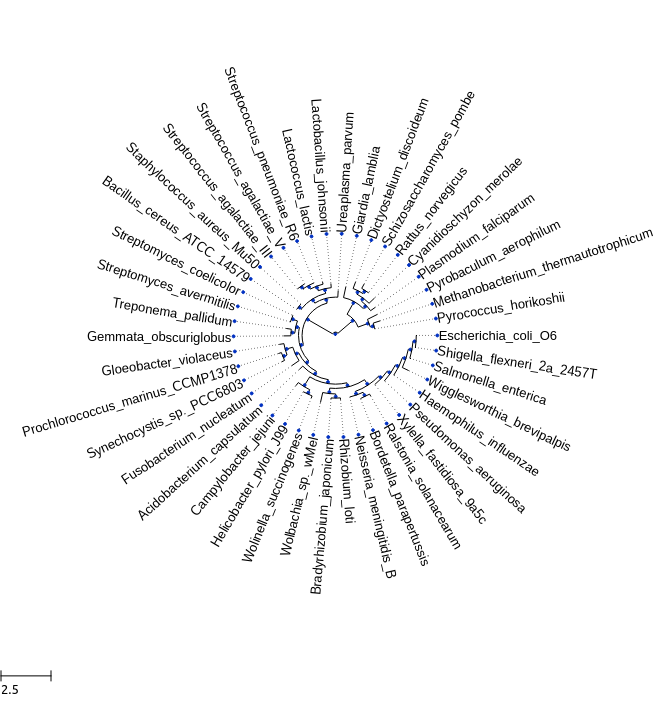 Escherichia_coli_O6
Shigella_flexneri_2a_2457T
Salmonella_enterica
Wigglesworthia_brevipalpis
Haemophilus_influenzae
Pseudomonas_aeruginosa
Xylella_fastidiosa_9a5c
Ralstonia_solanacearum
Bordetella_parapertussis
Neisseria_meningitidis_B
Rhizobium_loti
Bradyrhizobium_japonicum
Wolbachia_sp_wMel
Wolinella_succinogenes
Helicobacter_pylori_J99
Campylobacter_jejuni
Acidobacterium_capsulatum
Fusobacterium_nucleatum
Synechocystis_sp._PCC6803
Prochlorococcus_marinus_CCMP1378
Gloeobacter_violaceus
Gemmata_obscuriglobus
Treponema_pallidum
Streptomyces_avermitilis
Streptomyces_coelicolor
Bacillus_cereus_ATCC_14579
Staphylococcus_aureus_Mu50
Streptococcus_agalactiae_III
Streptococcus_agalactiae_V
Streptococcus_pneumoniae_R6
Lactococcus_lactis
Lactobacillus_johnsonii
Ureaplasma_parvum
Giardia_lamblia
Dictyostelium_discoideum
Schizosaccharomyces_pombe
Rattus_norvegicus
Cyanidioschyzon_merolae
Plasmodium_falciparum
Pyrobaculum_aerophilum
Methanobacterium_thermautotrophicum
Pyrococcus_horikoshii
2.5